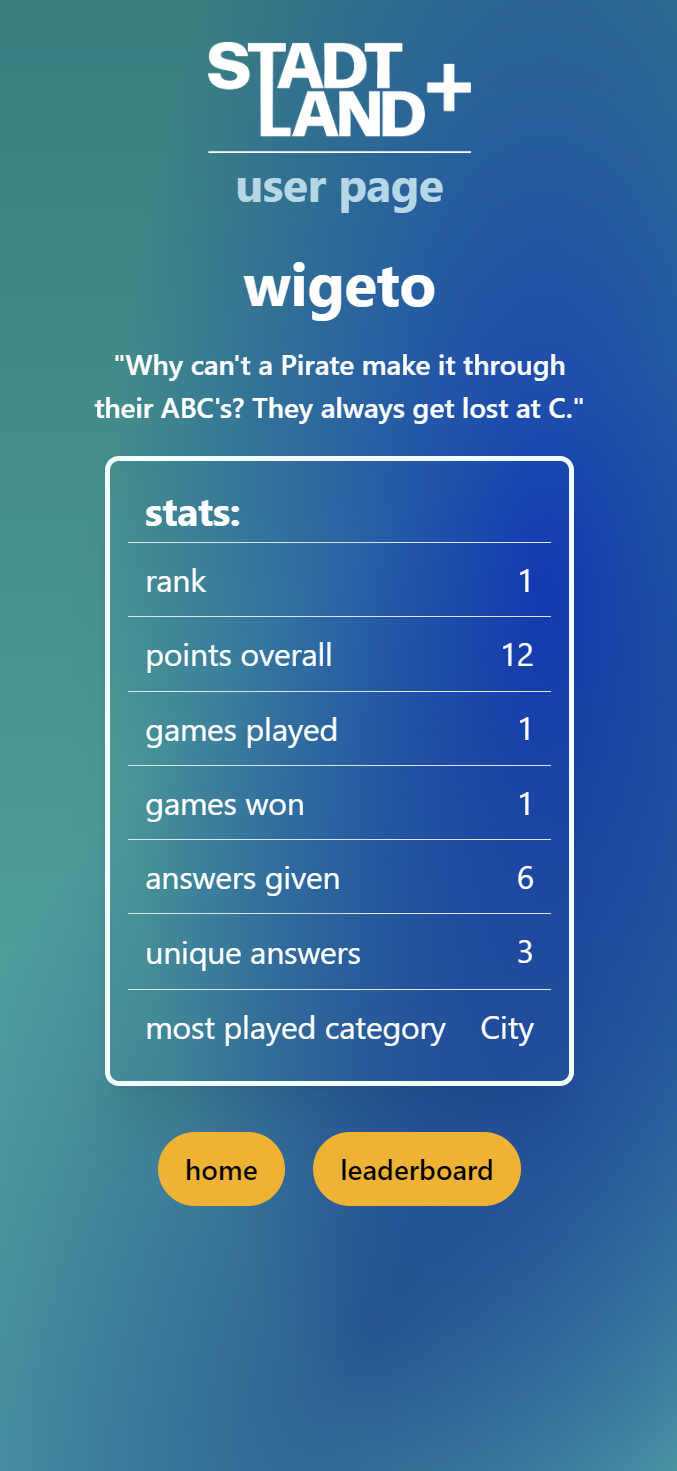 STADT
LAND+
user page
wigeto
"Why can't a Pirate make it through
their ABC's? They always get lost at C."
stats:
rank 1
points overall 12
games played 1
games won 1
answers given 6
unique answers 3
most played category City
home leaderboard